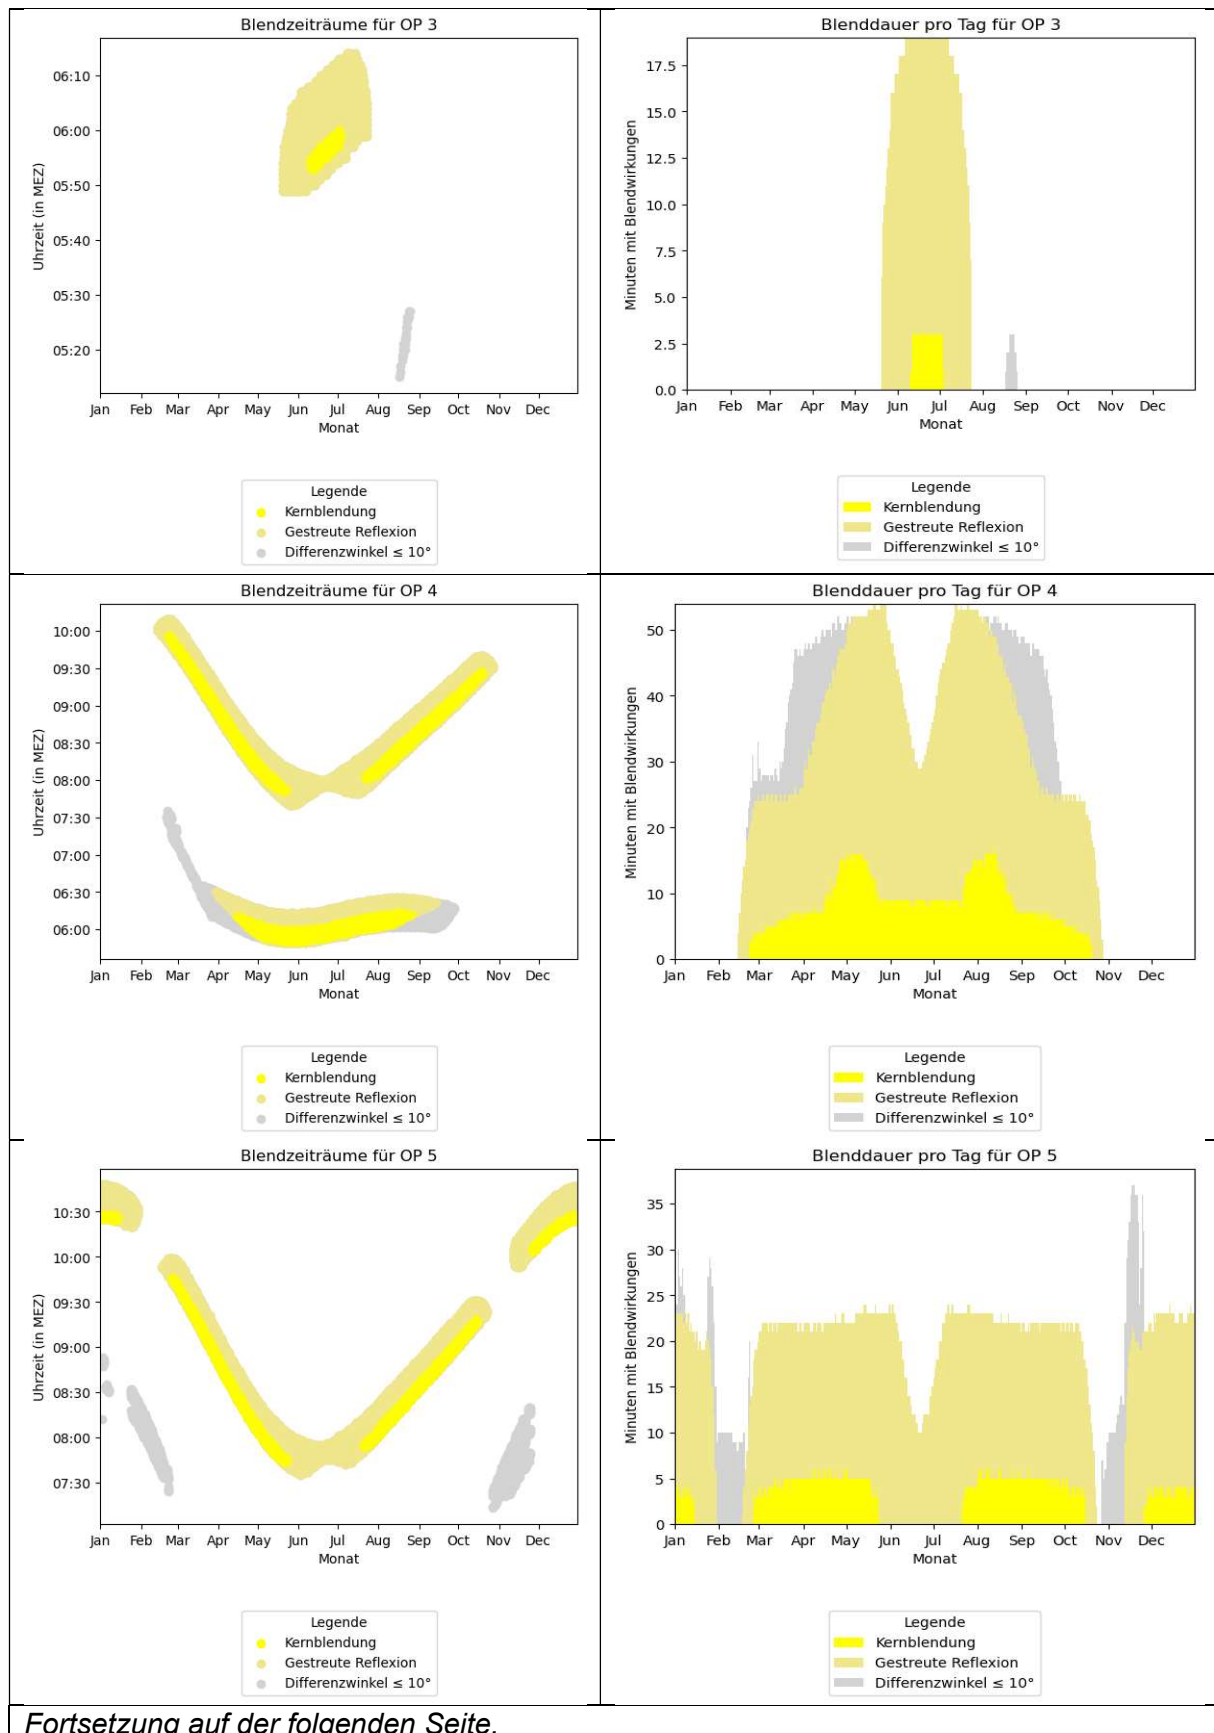 Blendzeiträume für OP 3
Uhrzeit (in MEZ)
06:10
06:00
05:50
05:40
05:30
05:20
Jan Feb Mar Apr May Jun Jul Aug Sep Oct Nov Dec
Monat
Legende
Kernblendung
Gestreute Reflexion
Differenzwinkel ≤ 10°
Blenddauer pro Tag für OP 3
Minuten mit Blendwirkungen
17.5
15.0
12.5
10.0
7.5
5.0
2.5
0.0
Jan Feb Mar Apr May Jun Jul Aug Sep Oct Nov Dec
Monat
Legende
Kernblendung
Gestreute Reflexion
Differenzwinkel ≤ 10°
Blendzeiträume für OP 4
Uhrzeit (in MEZ)
10:00
09:30
09:00
08:30
08:00
07:30
07:00
06:30
06:00
Jan Feb Mar Apr May Jun Jul Aug Sep Oct Nov Dec
Monat
Legende
Kernblendung
Gestreute Reflexion
Differenzwinkel ≤ 10°
Blenddauer pro Tag für OP 4
Minuten mit Blendwirkungen
50
40
30
20
10
0
Jan Feb Mar Apr May Jun Jul Aug Sep Oct Nov Dec
Monat
Legende
Kernblendung
Gestreute Reflexion
Differenzwinkel ≤ 10°
Blendzeiträume für OP 5
Uhrzeit (in MEZ)
10:30
10:00
09:30
09:00
08:30
08:00
07:30
Jan Feb Mar Apr May Jun Jul Aug Sep Oct Nov Dec
Monat
Legende
Kernblendung
Gestreute Reflexion
Differenzwinkel ≤ 10°
Blenddauer pro Tag für OP 5
Minuten mit Blendwirkungen
35
30
25
20
15
10
5
0
Jan Feb Mar Apr May Jun Jul Aug Sep Oct Nov Dec
Monat
Legende
Kernblendung
Gestreute Reflexion
Differenzwinkel ≤ 10°
Fortsetzung auf der folgenden Seite.